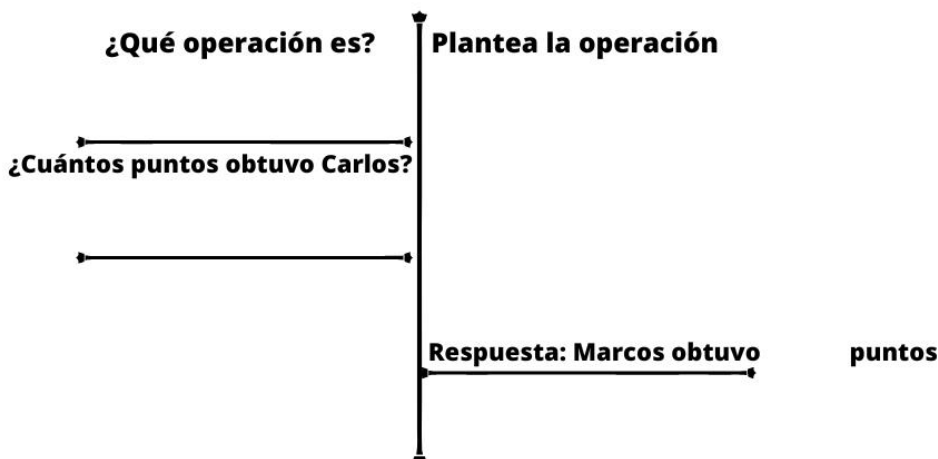 ¿Qué operación es?
Plantea la operación
¿Cuántos puntos obtuvo Carlos?
Respuesta: Marcos obtuvo puntos